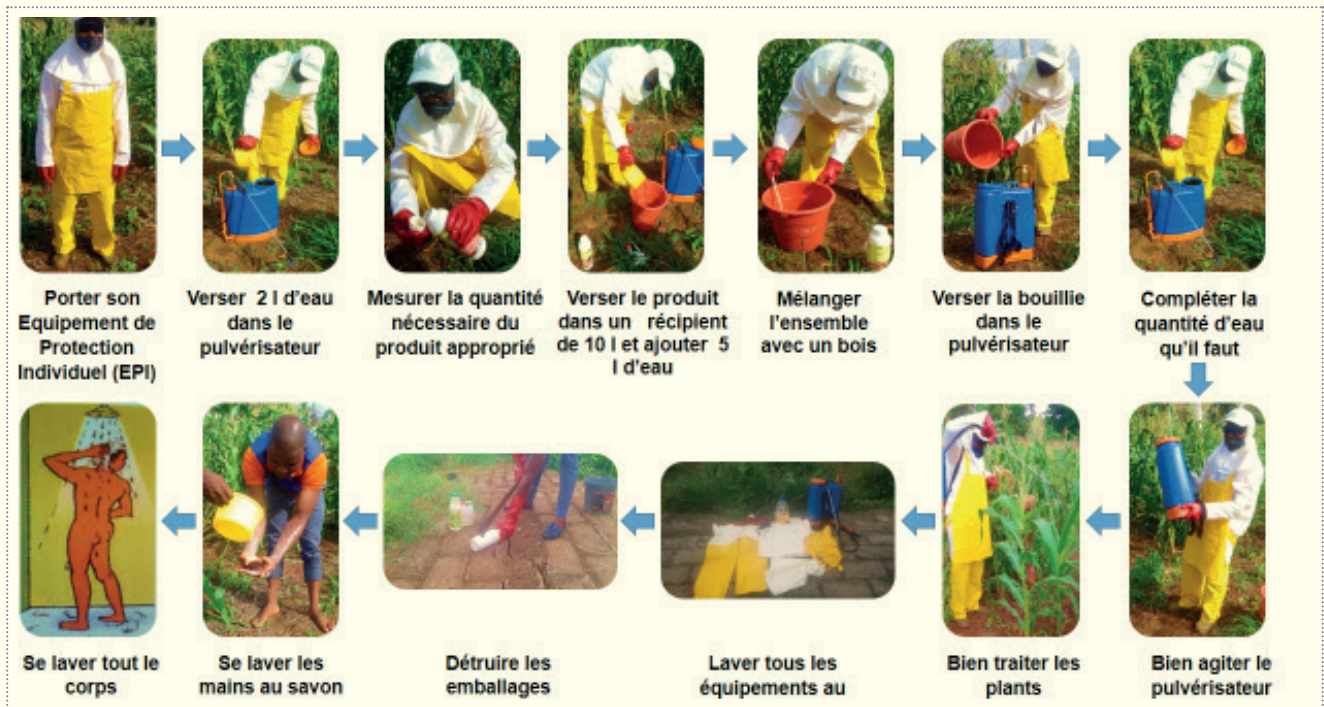 Porter son
Equipement de
Protection
Individuel (EPI)
Verser 2 l d'eau
dans le
pulvérisateur
Mesurer la quantité
nécessaire du
produit approprié
Verser le produit
dans un récipient
de 10 l et ajouter 5
l d'eau
Mélanger
l'ensemble
avec un bois
Verser la bouillie
dans le
pulvérisateur
Compléter la
quantité d'eau
qu'il faut
Bien agiter le
pulvérisateur
Bien traiter les
plants
Laver tous les
équipements au
Détruire les
emballages
Se laver les
mains au savon
Se laver tout le
corps